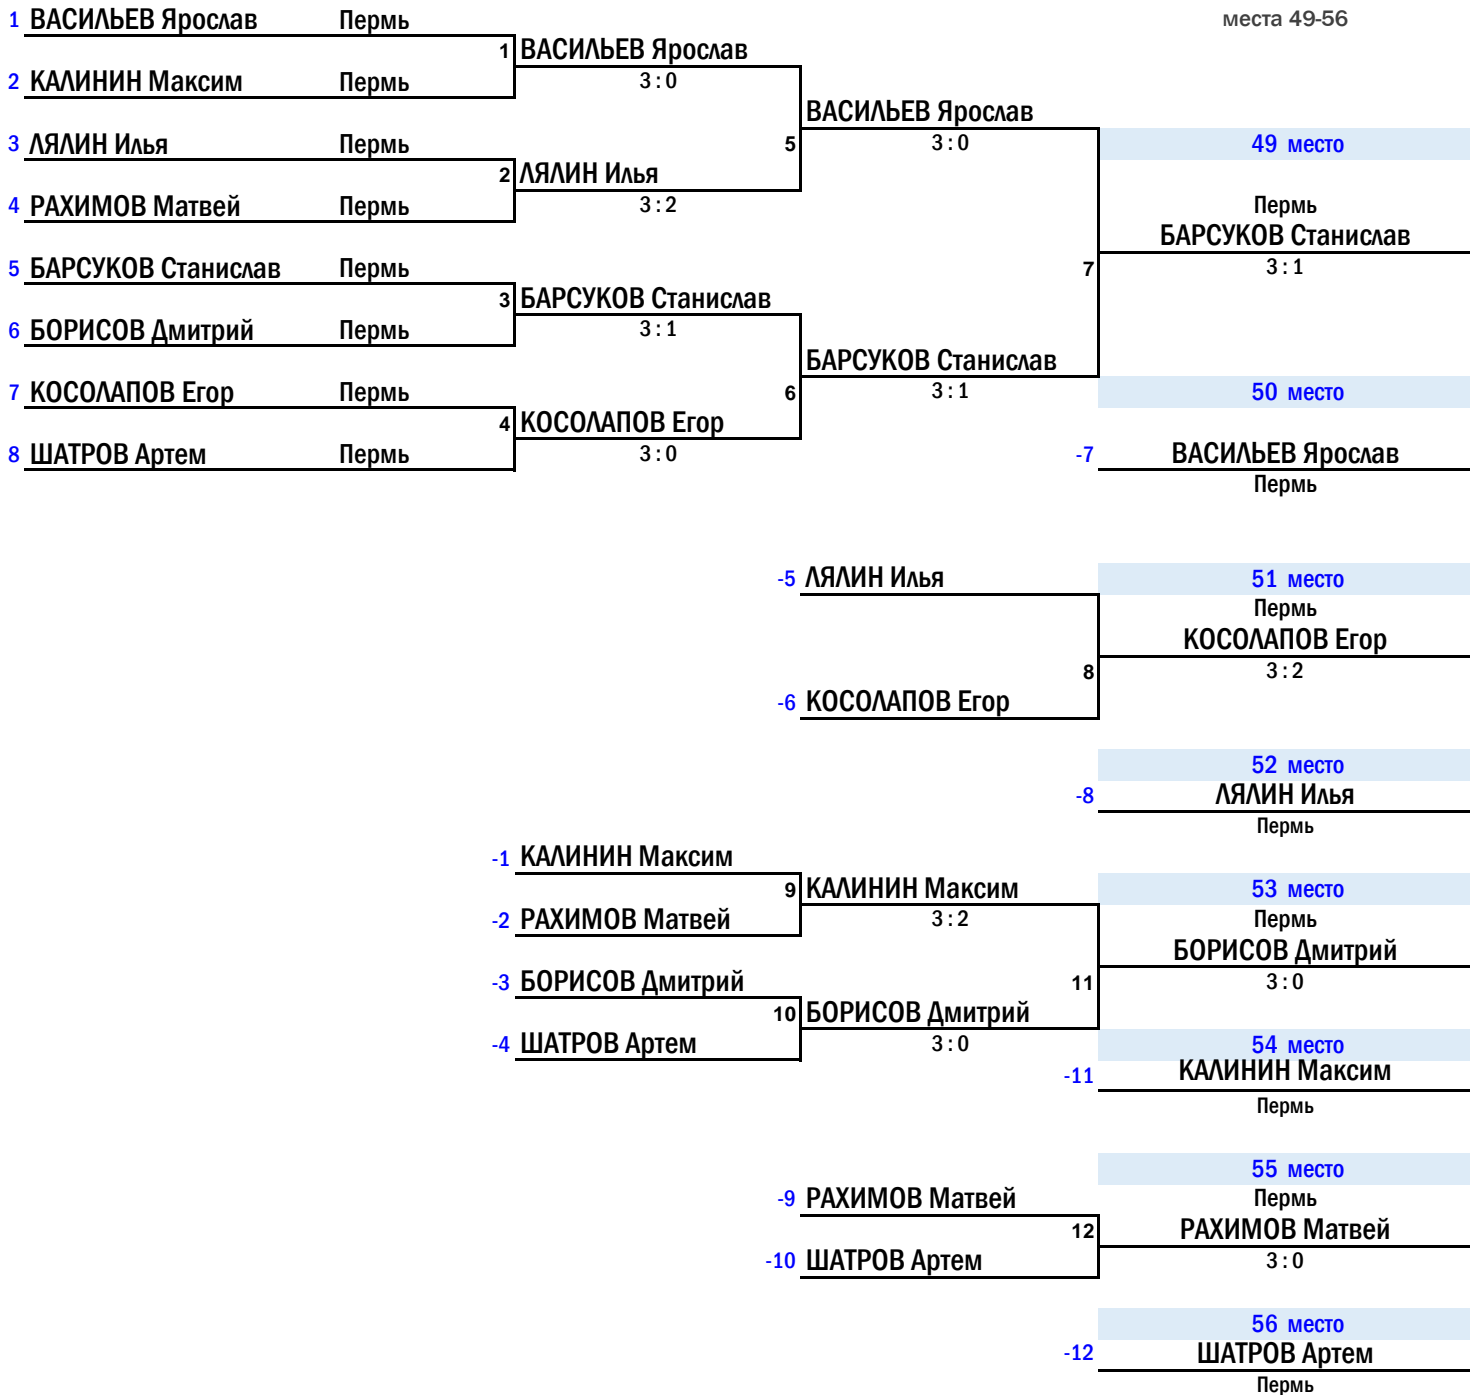 1 ВАСИЛЬЕВ Ярослав Пермь
места 49-56
1 ВАСИЛЬЕВ Ярослав
2 КАЛИНИН Максим Пермь
3 : 0
ВАСИЛЬЕВ Ярослав
3 ЛЯЛИН Илья Пермь
5
3 : 0
49 место
2 ЛЯЛИН Илья
4 РАХИМОВ Матвей Пермь
3 : 2
Пермь
БАРСУКОВ Станислав
5 БАРСУКОВ Станислав Пермь
7
3 : 1
3 БАРСУКОВ Станислав
6 БОРИСОВ Дмитрий Пермь
3 : 1
БАРСУКОВ Станислав
7 КОСОЛАПОВ Егор Пермь
6
3 : 1
50 место
4 КОСОЛАПОВ Егор
8 ШАТРОВ Артем Пермь
3 : 0
-7 ВАСИЛЬЕВ Ярослав
Пермь
-5 ЛЯЛИН Илья
51 место
Пермь
КОСОЛАПОВ Егор
8
3 : 2
-6 КОСОЛАПОВ Егор
52 место
-8 ЛЯЛИН Илья
Пермь
-1 КАЛИНИН Максим
9 КАЛИНИН Максим
53 место
-2 РАХИМОВ Матвей
3 : 2
Пермь
БОРИСОВ Дмитрий
-3 БОРИСОВ Дмитрий
11
3 : 0
10 БОРИСОВ Дмитрий
-4 ШАТРОВ Артем
3 : 0
54 место
-11 КАЛИНИН Максим
Пермь
55 место
-9 РАХИМОВ Матвей
Пермь
12
РАХИМОВ Матвей
-10 ШАТРОВ Артем
3 : 0
56 место
-12 ШАТРОВ Артем
Пермь